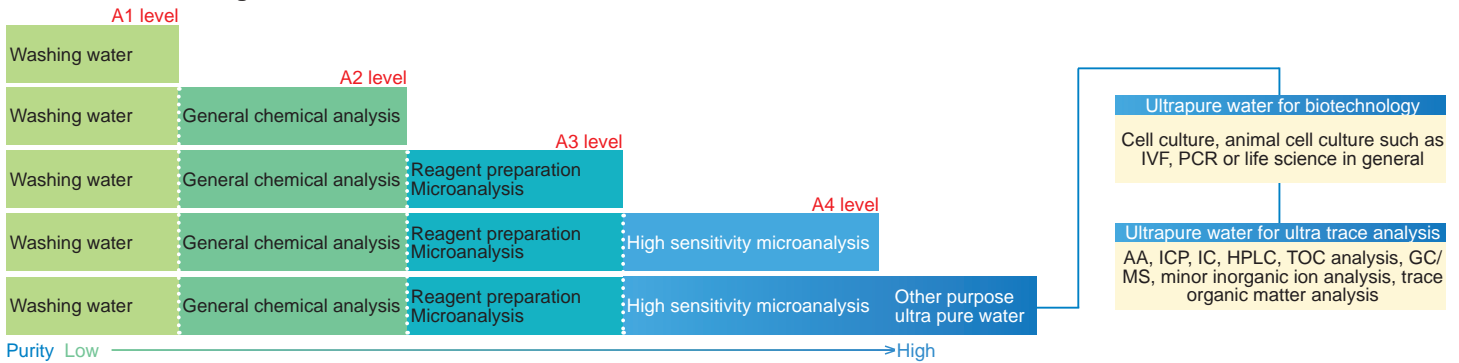 A1 level
Washing water
A2 level
Washing water
General chemical analysis
A3 level
Washing water
General chemical analysis
Reagent preparation
Microanalysis
A4 level
Washing water
General chemical analysis
Reagent preparation
Microanalysis
High sensitivity microanalysis
Washing water
General chemical analysis
Reagent preparation
Microanalysis
High sensitivity microanalysis
Other purpose
ultra pure water
Purity Low
High
Ultrapure water for biotechnology
Cell culture, animal cell culture such as
IVF, PCR or life science in general
Ultrapure water for ultra trace analysis
AA, ICP, IC, HPLC, TOC analysis, GC/
MS, minor inorganic ion analysis, trace
organic matter analysis